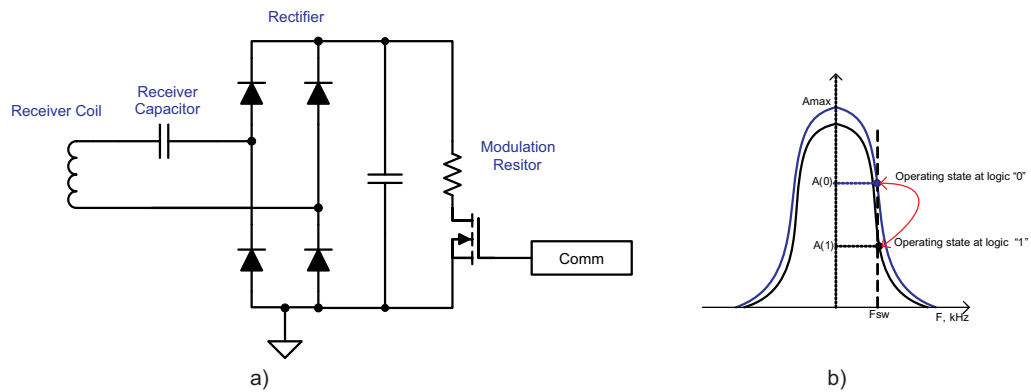 Rectifier
Receiver
Capacitor
Receiver Coil
Modulation
Resitor
Comm
a)
Amax
A(0)
Operating state at logic “0”
A(1)
Operating state at logic “1”
Fsw
F, kHz
b)